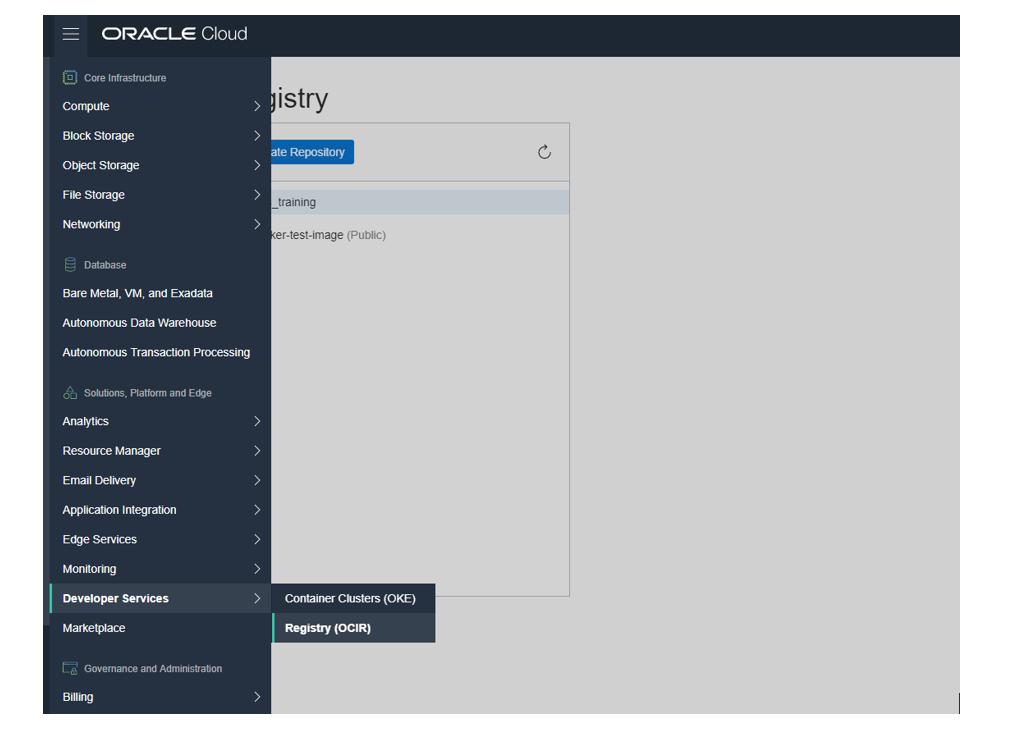 ORACLE Cloud
Core Infrastructure
Compute
Block Storage
Object Storage
File Storage
Networking
Database
Bare Metal, VM, and Exadata
Autonomous Data Warehouse
Autonomous Transaction Processing
Solutions, Platform and Edge
Analytics
Resource Manager
Email Delivery
Application Integration
Edge Services
Monitoring
Developer Services
Marketplace
Governance and Administration
Billing
Container Clusters (OKE)
Registry (OCIR)
gistry
ate Repository
_training
ker-test-image (Public)